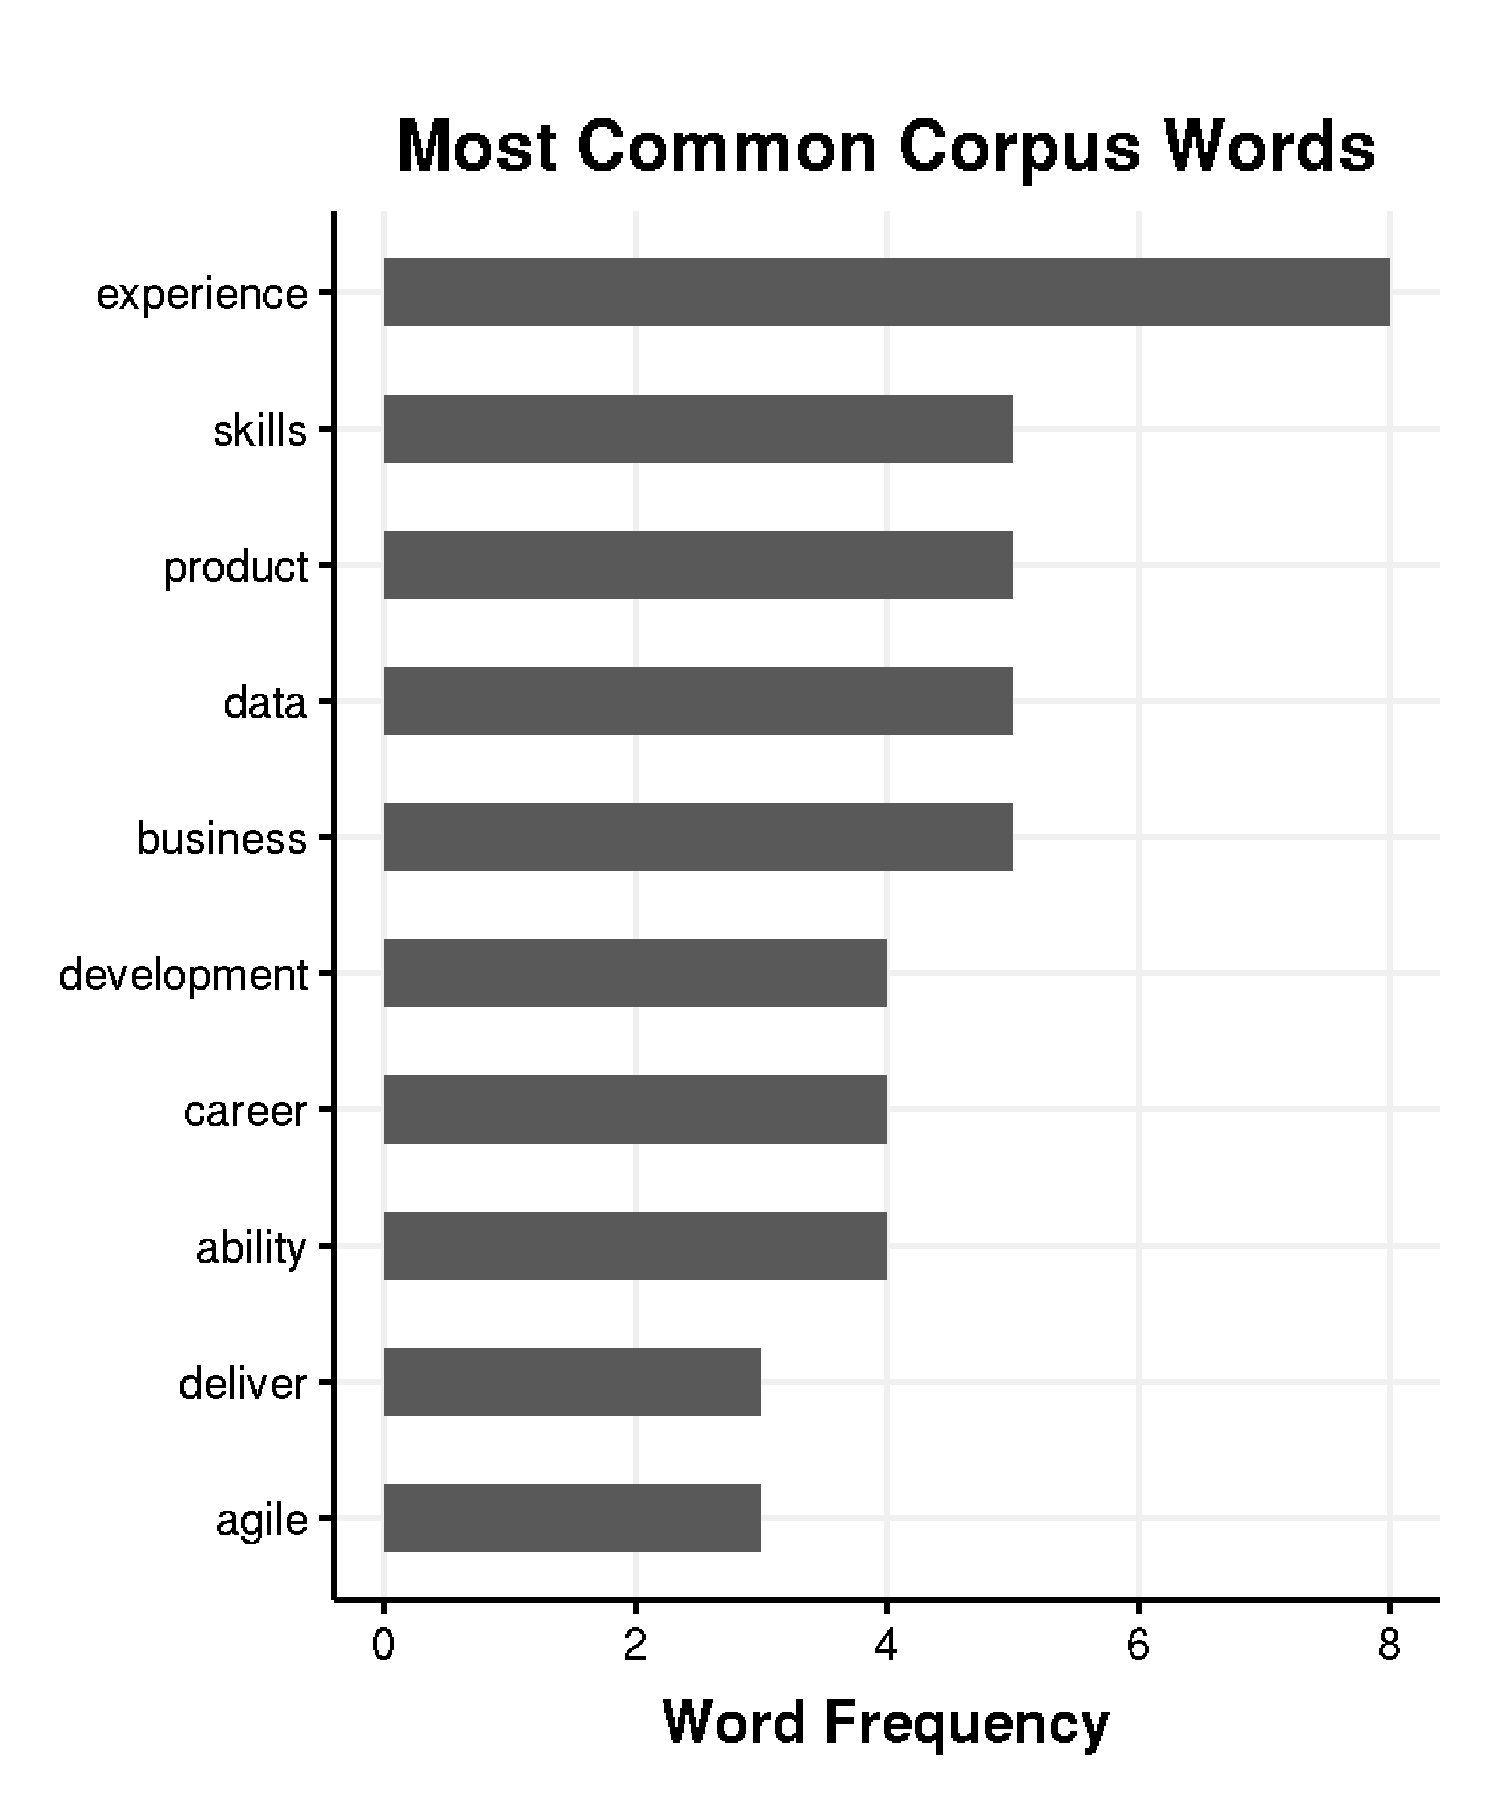 Most Common Corpus Words
experience
skills
product
data
business
development
career
ability
deliver
agile
0 2 4 6 8
Word Frequency